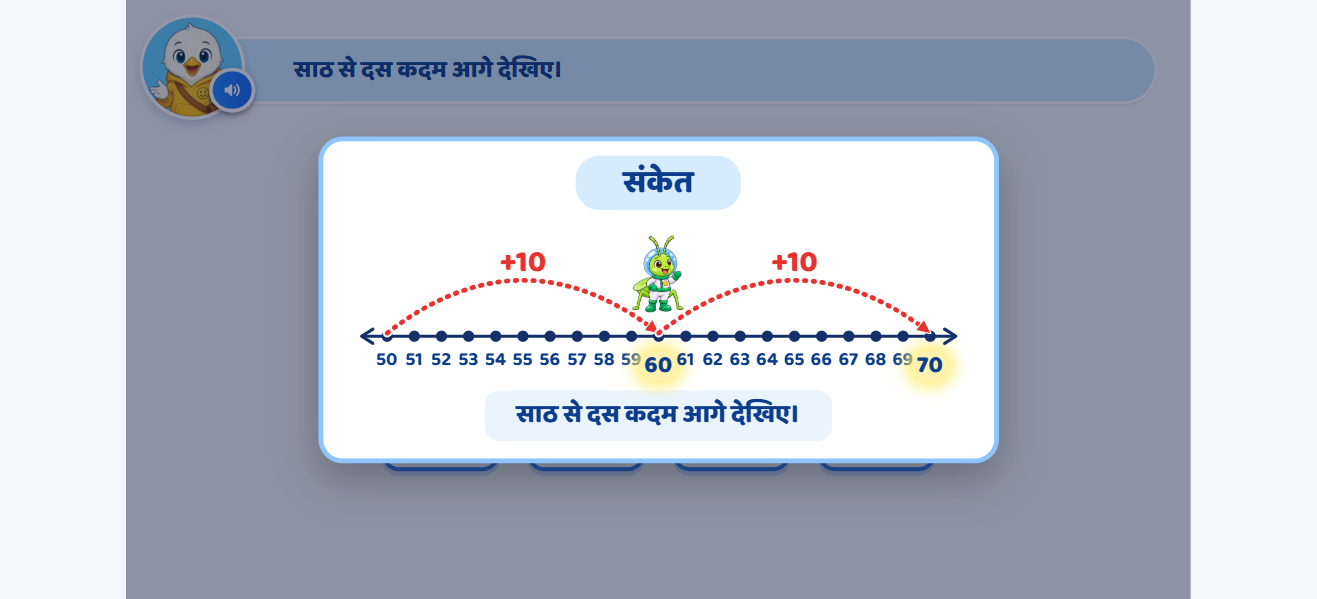 साठ से दस कदम आगे देखिए।
संकेत
+10 +10
50 51 52 53 54 55 56 57 58 59 60 61 62 63 64 65 66 67 68 69 70
साठ से दस कदम आगे देखिए।